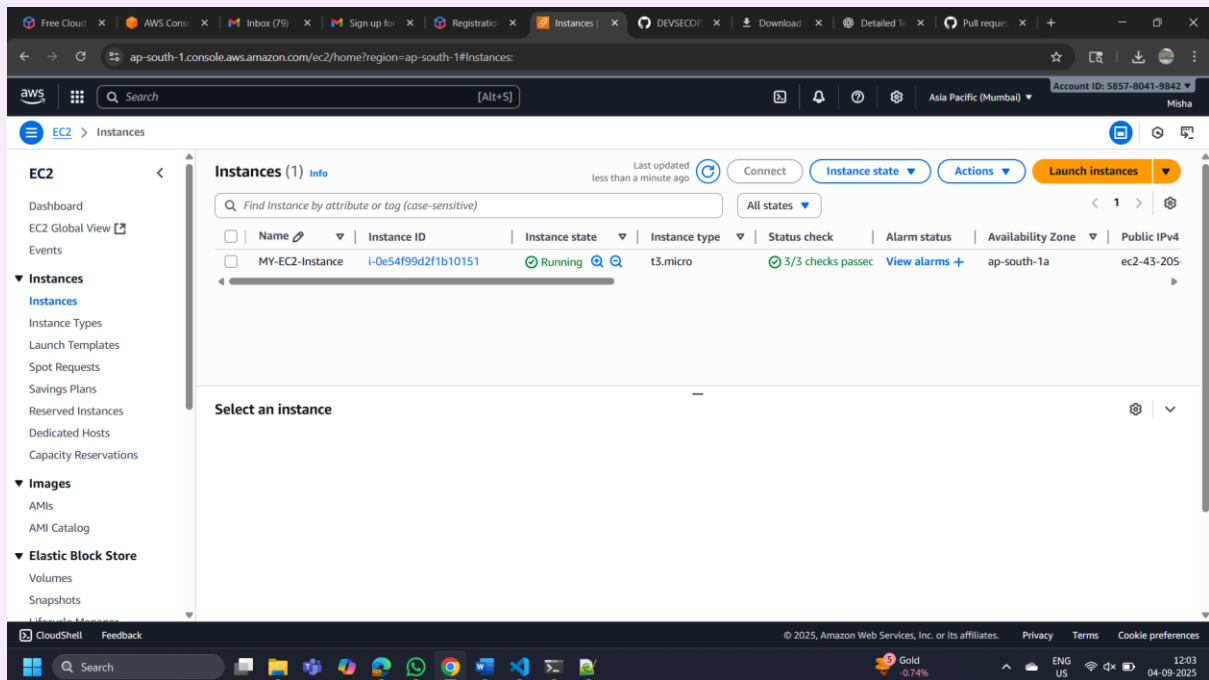 Free Cloud
AWS Cons
Inbox (79)
Sign up for
Registratio
Instances |
DEVSECOP
Download
Detailed Te
Pull reques
ap-south-1.console.aws.amazon.com/ec2/home?region=ap-south-1#Instances:
aws
Search
[Alt+S]
Asia Pacific (Mumbai)
Account ID: 5857-8041-9842
Misha
EC2 > Instances
EC2
Dashboard
EC2 Global View
Events
Instances
Instances
Instance Types
Launch Templates
Spot Requests
Savings Plans
Reserved Instances
Dedicated Hosts
Capacity Reservations
Images
AMIs
AMI Catalog
Elastic Block Store
Volumes
Snapshots
Lifecycle Manager
Instances (1) Info
Last updated
less than a minute ago
Connect
Instance state
Actions
Launch instances
Find Instance by attribute or tag (case-sensitive)
All states
1
Name Instance ID Instance state Instance type Status check Alarm status Availability Zone Public IPv4
MY-EC2-Instance i-0e54f99d2f1b10151 Running t3.micro 3/3 checks passec View alarms + ap-south-1a ec2-43-205-
Select an instance
CloudShell Feedback
© 2025, Amazon Web Services, Inc. or its affiliates. Privacy Terms Cookie preferences
Search
5
Gold
-0.74%
ENG
US
12:03
04-09-2025